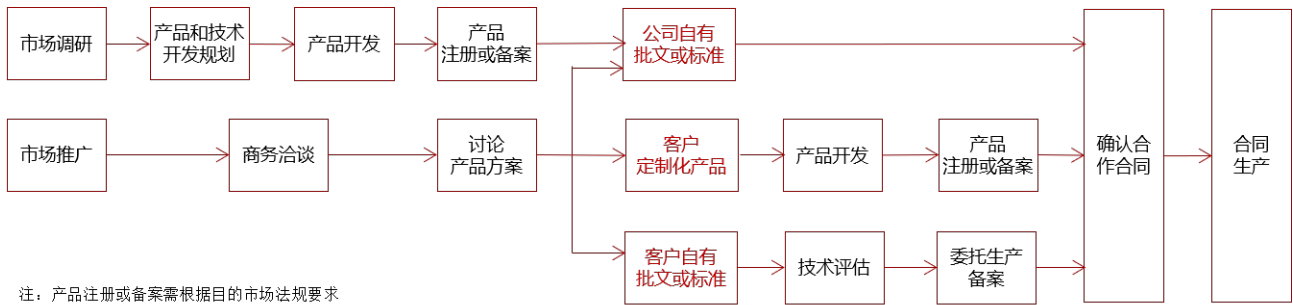 市场调研
产品和技术
开发规划
产品开发
产品
注册或备案
公司自有
批文或标准
市场推广
商务洽谈
讨论
产品方案
客户
定制化产品
产品开发
产品
注册或备案
确认合
作合同
合同
生产
客户自有
批文或标准
技术评估
委托生产
备案
注：产品注册或备案需根据目的市场法规要求